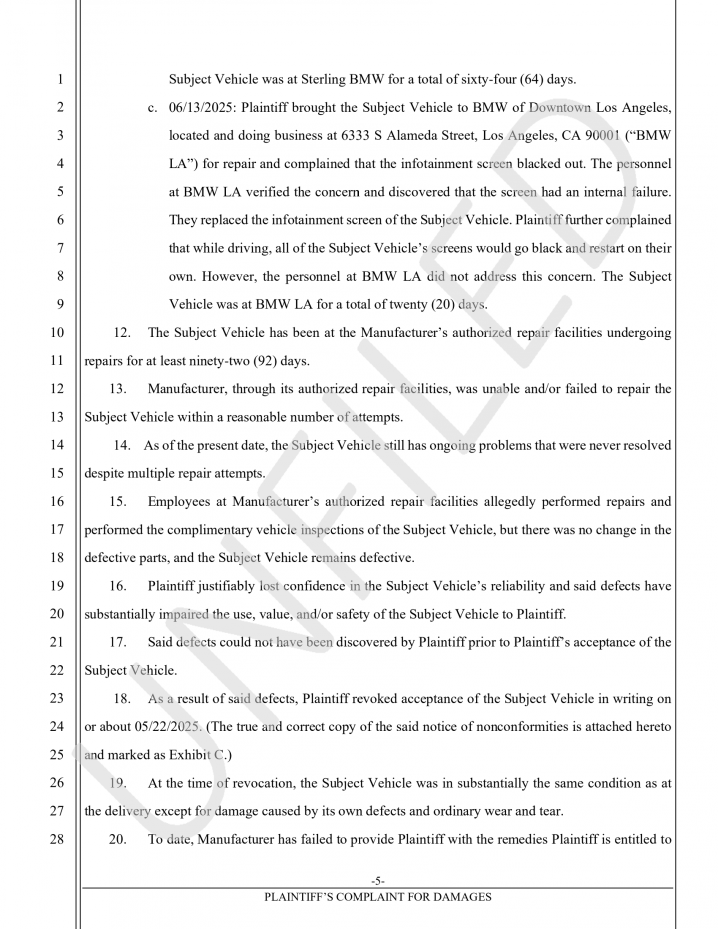 1 Subject Vehicle was at Sterling BMW for a total of sixty-four (64) days.
2 c. 06/13/2025: Plaintiff brought the Subject Vehicle to BMW of Downtown Los Angeles,
3 located and doing business at 6333 S Alameda Street, Los Angeles, CA 90001 (“BMW
4 LA”) for repair and complained that the infotainment screen blacked out. The personnel
5 at BMW LA verified the concern and discovered that the screen had an internal failure.
6 They replaced the infotainment screen of the Subject Vehicle. Plaintiff further complained
7 that while driving, all of the Subject Vehicle’s screens would go black and restart on their
8 own. However, the personnel at BMW LA did not address this concern. The Subject
9 Vehicle was at BMW LA for a total of twenty (20) days.
10 12. The Subject Vehicle has been at the Manufacturer’s authorized repair facilities undergoing
11 repairs for at least ninety-two (92) days.
12 13. Manufacturer, through its authorized repair facilities, was unable and/or failed to repair the
13 Subject Vehicle within a reasonable number of attempts.
14 14. As of the present date, the Subject Vehicle still has ongoing problems that were never resolved
15 despite multiple repair attempts.
16 15. Employees at Manufacturer’s authorized repair facilities allegedly performed repairs and
17 performed the complimentary vehicle inspections of the Subject Vehicle, but there was no change in the
18 defective parts, and the Subject Vehicle remains defective.
19 16. Plaintiff justifiably lost confidence in the Subject Vehicle’s reliability and said defects have
20 substantially impaired the use, value, and/or safety of the Subject Vehicle to Plaintiff.
21 17. Said defects could not have been discovered by Plaintiff prior to Plaintiff’s acceptance of the
22 Subject Vehicle.
23 18. As a result of said defects, Plaintiff revoked acceptance of the Subject Vehicle in writing on
24 or about 05/22/2025. (The true and correct copy of the said notice of nonconformities is attached hereto
25 and marked as Exhibit C.)
26 19. At the time of revocation, the Subject Vehicle was in substantially the same condition as at
27 the delivery except for damage caused by its own defects and ordinary wear and tear.
28 20. To date, Manufacturer has failed to provide Plaintiff with the remedies Plaintiff is entitled to
-5-
PLAINTIFF’S COMPLAINT FOR DAMAGES
UNFILED